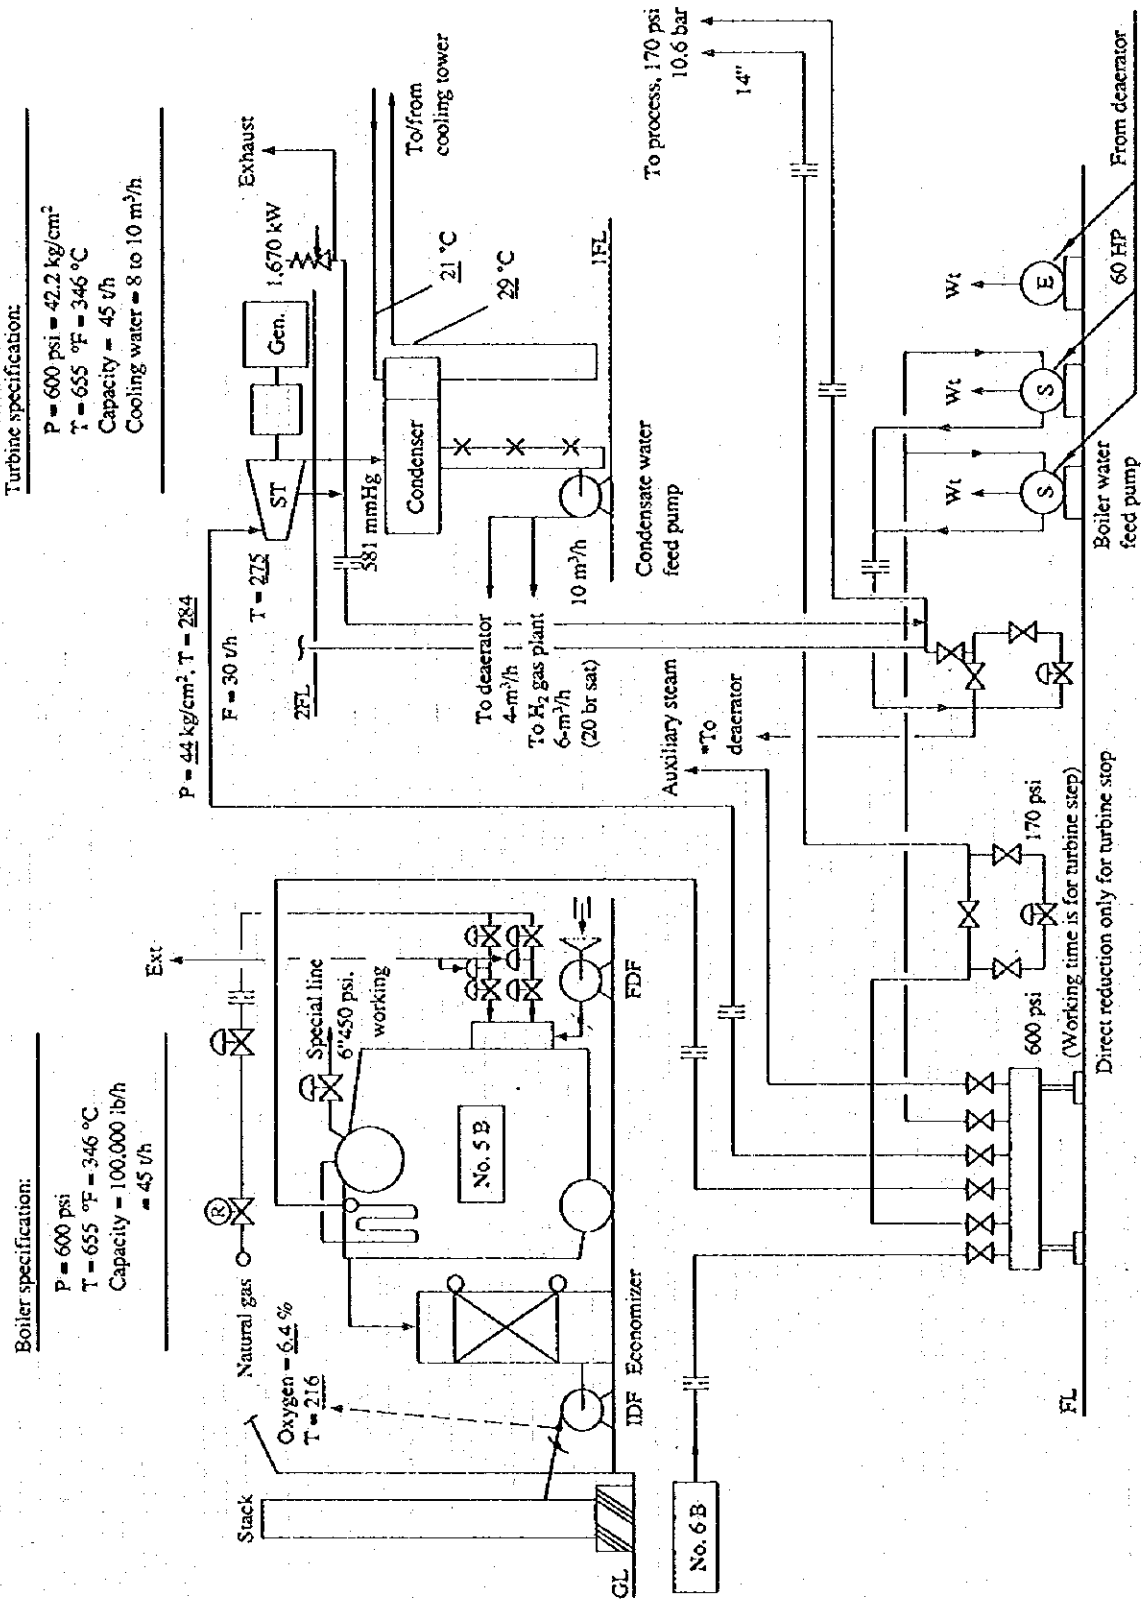 Boiler specification:
P = 600 psi
T = 655 °F = 346 °C
Capacity = 100.000 lb/h
= 45 t/h
Turbine specification:
P = 600 psi = 42.2 kg/cm²
T = 655 °F = 346 °C
Capacity = 45 t/h
Cooling water = 8 to 10 m³/h
Stack
Oxygen = 6.4 %
T = 216
Natural gas
R
Ext
Special line
6" 450 psi.
working
No. 5 B
GL
IDF
Economizer
FDF
P = 44 kg/cm², T = 284
F = 30 t/h
T = 275
ST
Gen.
1,670 kW
Exhaust
2FL
581 mmHg
Condenser
21 °C
29 °C
To/from
cooling tower
1FL
To deaerator
4-m³/h
To H₂ gas plant
6-m³/h
(20 br sat)
10 m³/h
Condensate water
feed pump
Auxiliary steam
*To
deaerator
To process, 170 psi
10.6 bar
14"
No. 6 B
FL
600 psi
170 psi
(Working time is for turbine step)
Direct reduction only for turbine stop
Wt
Wt
Wt
S
S
E
Boiler water
feed pump
60 HP
From deaerator